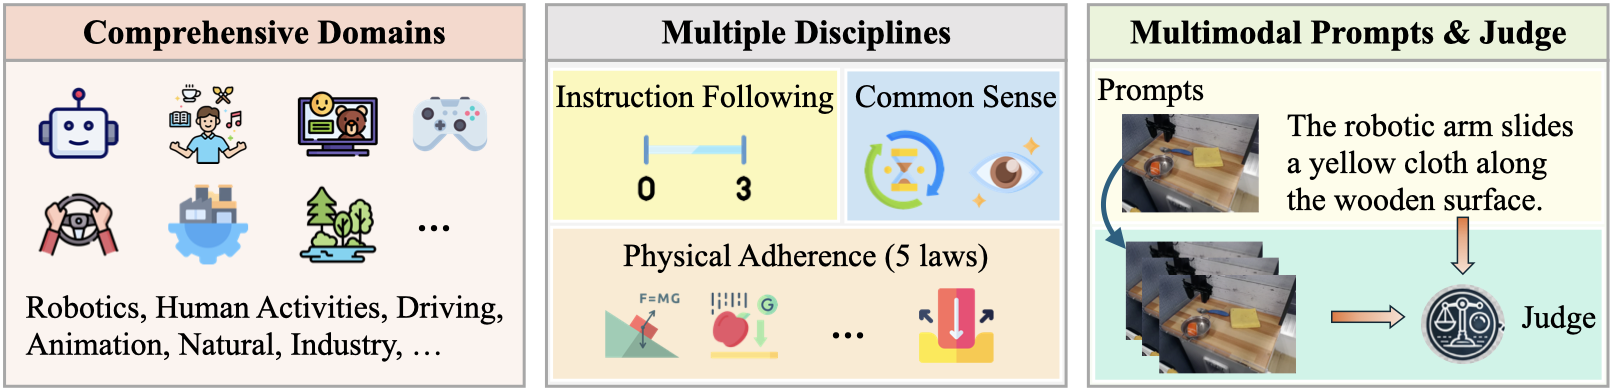 Comprehensive Domains
Robotics, Human Activities, Driving,
Animation, Natural, Industry, ...
Multiple Disciplines
Instruction Following
0 3
Common Sense
Physical Adherence (5 laws)
F=MG
G
...
Multimodal Prompts & Judge
Prompts
The robotic arm slides
a yellow cloth along
the wooden surface.
Judge